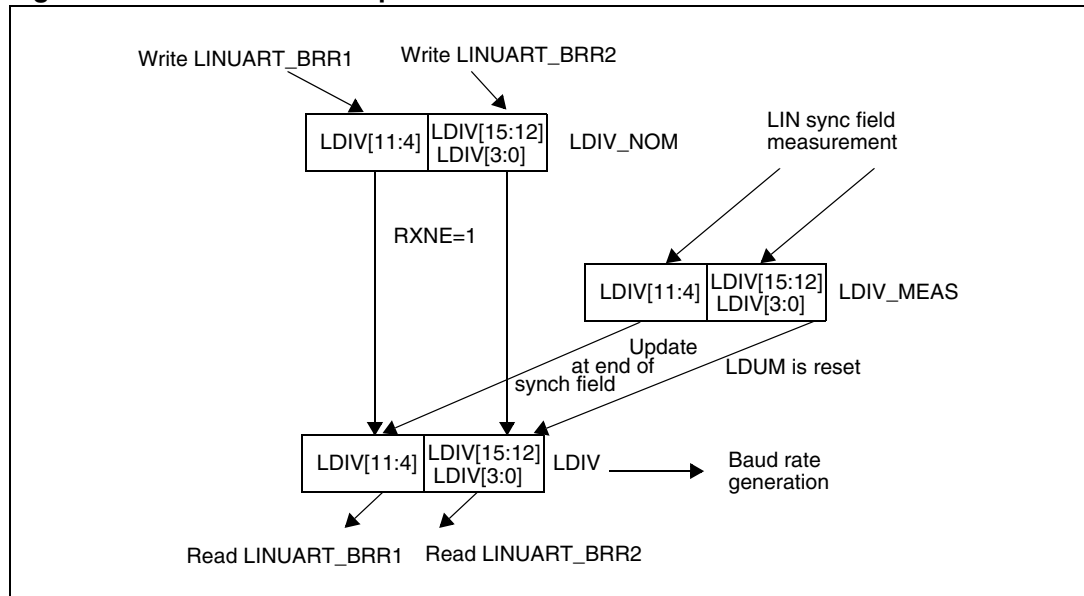 Write LINUART_BRR1
Write LINUART_BRR2
LDIV[11:4]
LDIV[15:12]
LDIV[3:0]
LDIV_NOM
LIN sync field
measurement
RXNE=1
LDIV[11:4]
LDIV[15:12]
LDIV[3:0]
LDIV_MEAS
Update
at end of
synch field
LDUM is reset
LDIV[11:4]
LDIV[15:12]
LDIV[3:0]
LDIV
Baud rate
generation
Read LINUART_BRR1
Read LINUART_BRR2